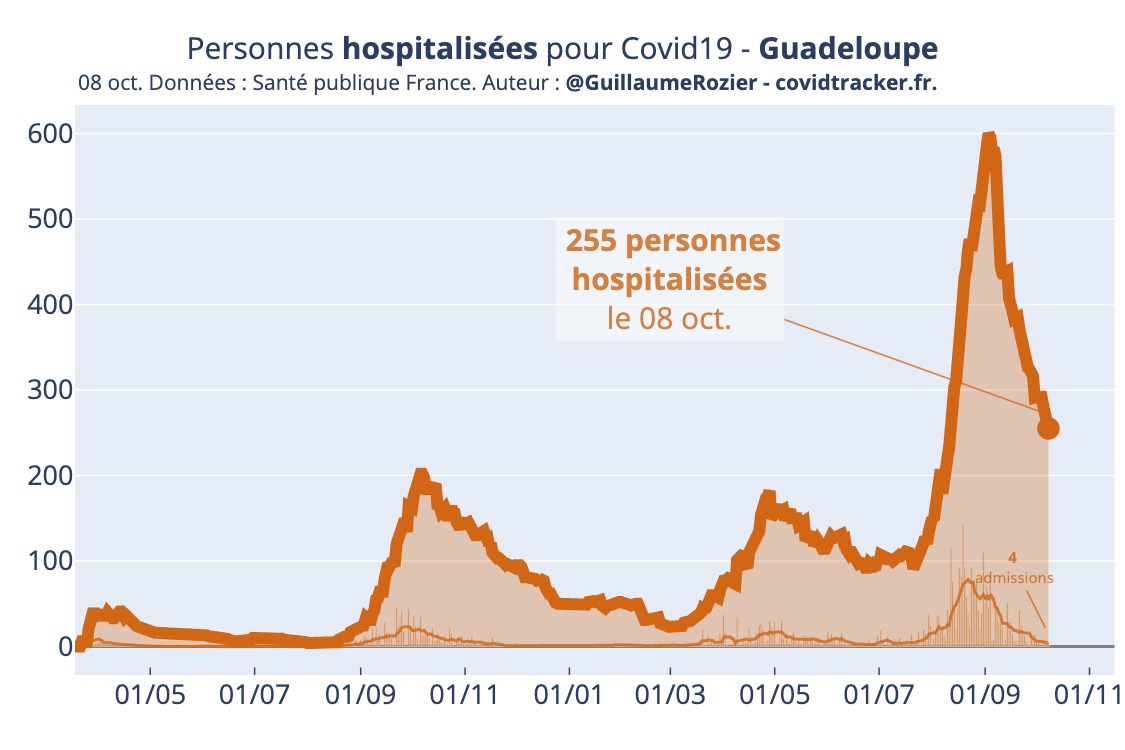 Personnes hospitalisées pour Covid19 - Guadeloupe
08 oct. Données : Santé publique France. Auteur : @GuillaumeRozier - covidtracker.fr.
600
500
255 personnes
hospitalisées
le 08 oct.
400
300
200
100
4
admissions
0
01/05 01/07 01/09 01/11 01/01 01/03 01/05 01/07 01/09 01/11